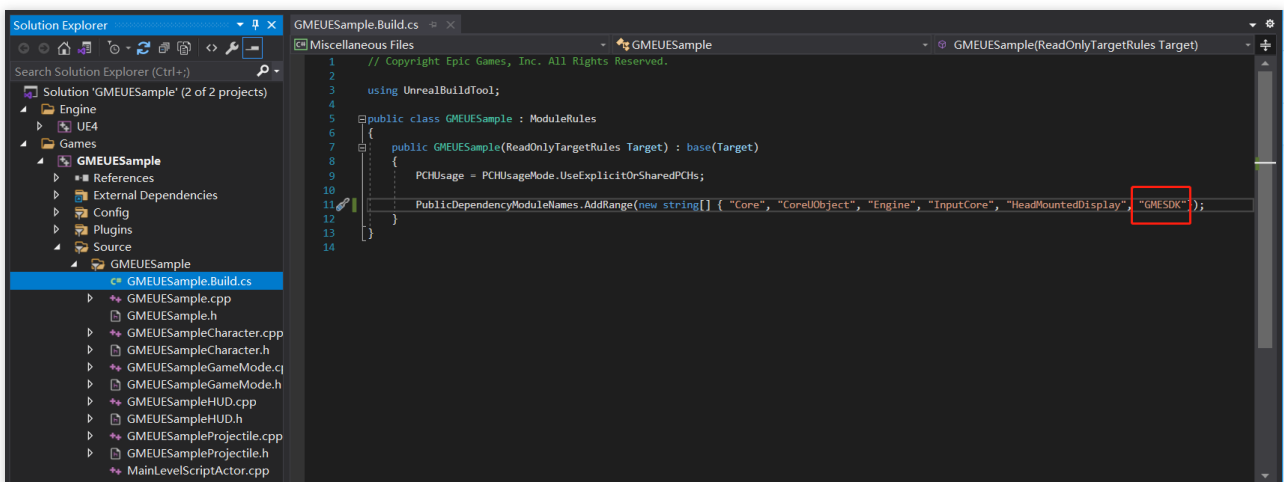 Solution Explorer
Search Solution Explorer (Ctrl+;)
Solution 'GMEUESample' (2 of 2 projects)
Engine
UE4
Games
GMEUESample
References
External Dependencies
Config
Plugins
Source
GMEUESample
GMEUESample.Build.cs
GMEUESample.cpp
GMEUESample.h
GMEUESampleCharacter.cpp
GMEUESampleCharacter.h
GMEUESampleGameMode.c
GMEUESampleGameMode.h
GMEUESampleHUD.cpp
GMEUESampleHUD.h
GMEUESampleProjectile.cpp
GMEUESampleProjectile.h
MainLevelScriptActor.cpp
GMEUESample.Build.cs
Miscellaneous Files
GMEUESample
GMEUESample(ReadOnlyTargetRules Target)
1 // Copyright Epic Games, Inc. All Rights Reserved.
2
3 using UnrealBuildTool;
4
5 public class GMEUESample : ModuleRules
6 {
7 public GMEUESample(ReadOnlyTargetRules Target) : base(Target)
8 {
9 PCHUsage = PCHUsageMode.UseExplicitOrSharedPCHs;
10
11 PublicDependencyModuleNames.AddRange(new string[] { "Core", "CoreUObject", "Engine", "InputCore", "HeadMountedDisplay", "GMESDK"});
12 }
13 }
14